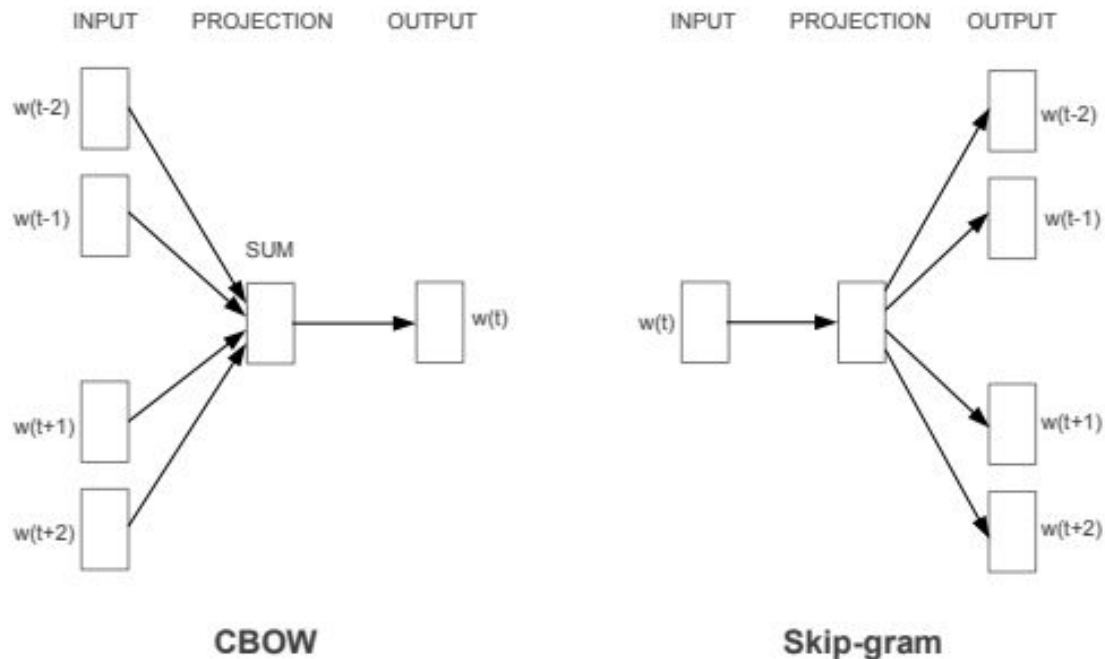 INPUT PROJECTION OUTPUT
w(t-2)
w(t-1)
SUM
w(t)
w(t+1)
w(t+2)
CBOW
INPUT PROJECTION OUTPUT
w(t-2)
w(t-1)
w(t)
w(t+1)
w(t+2)
Skip-gram